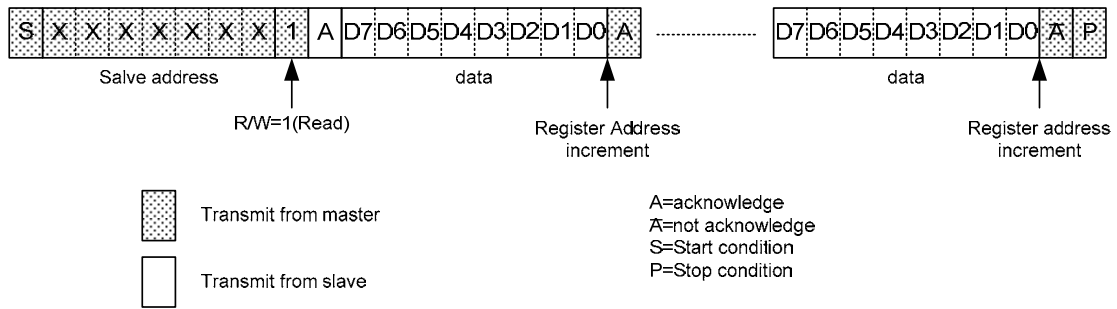 S X X X X X X X 1 A D7 D6 D5 D4 D3 D2 D1 D0 A D7 D6 D5 D4 D3 D2 D1 D0 A̅ P
Salve address data data
R/W=1(Read)
Register Address
increment
Register address
increment
Transmit from master
Transmit from slave
A=acknowledge
A̅=not acknowledge
S=Start condition
P=Stop condition